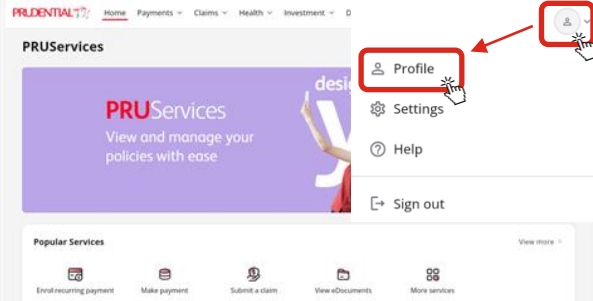 PRUDENTIAL
Home Payments Claims Health Investment D
PRUServices
desi
y
PRUServices
View and manage your
policies with ease
Profile
Settings
Help
Sign out
Popular Services
View more
Enrol recurring payment Make payment Submit a claim View eDocuments More services